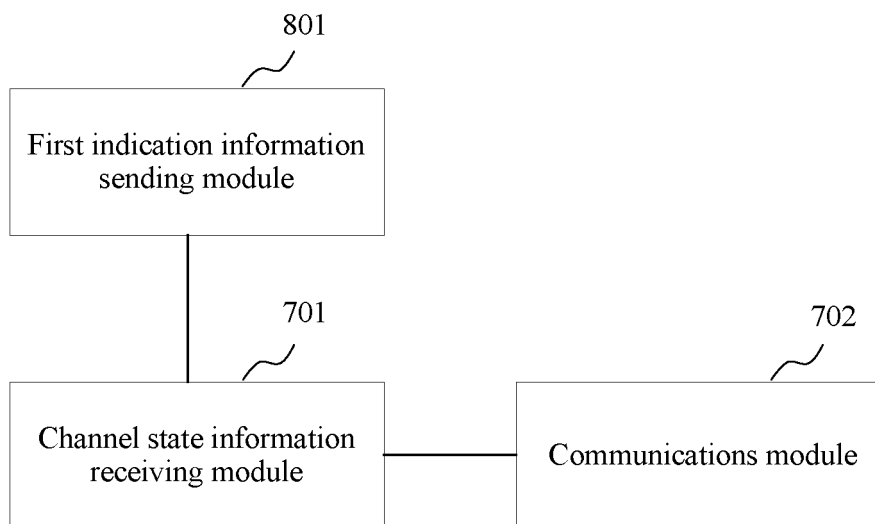 801
First indication information
sending module
701
Channel state information
receiving module
702
Communications module